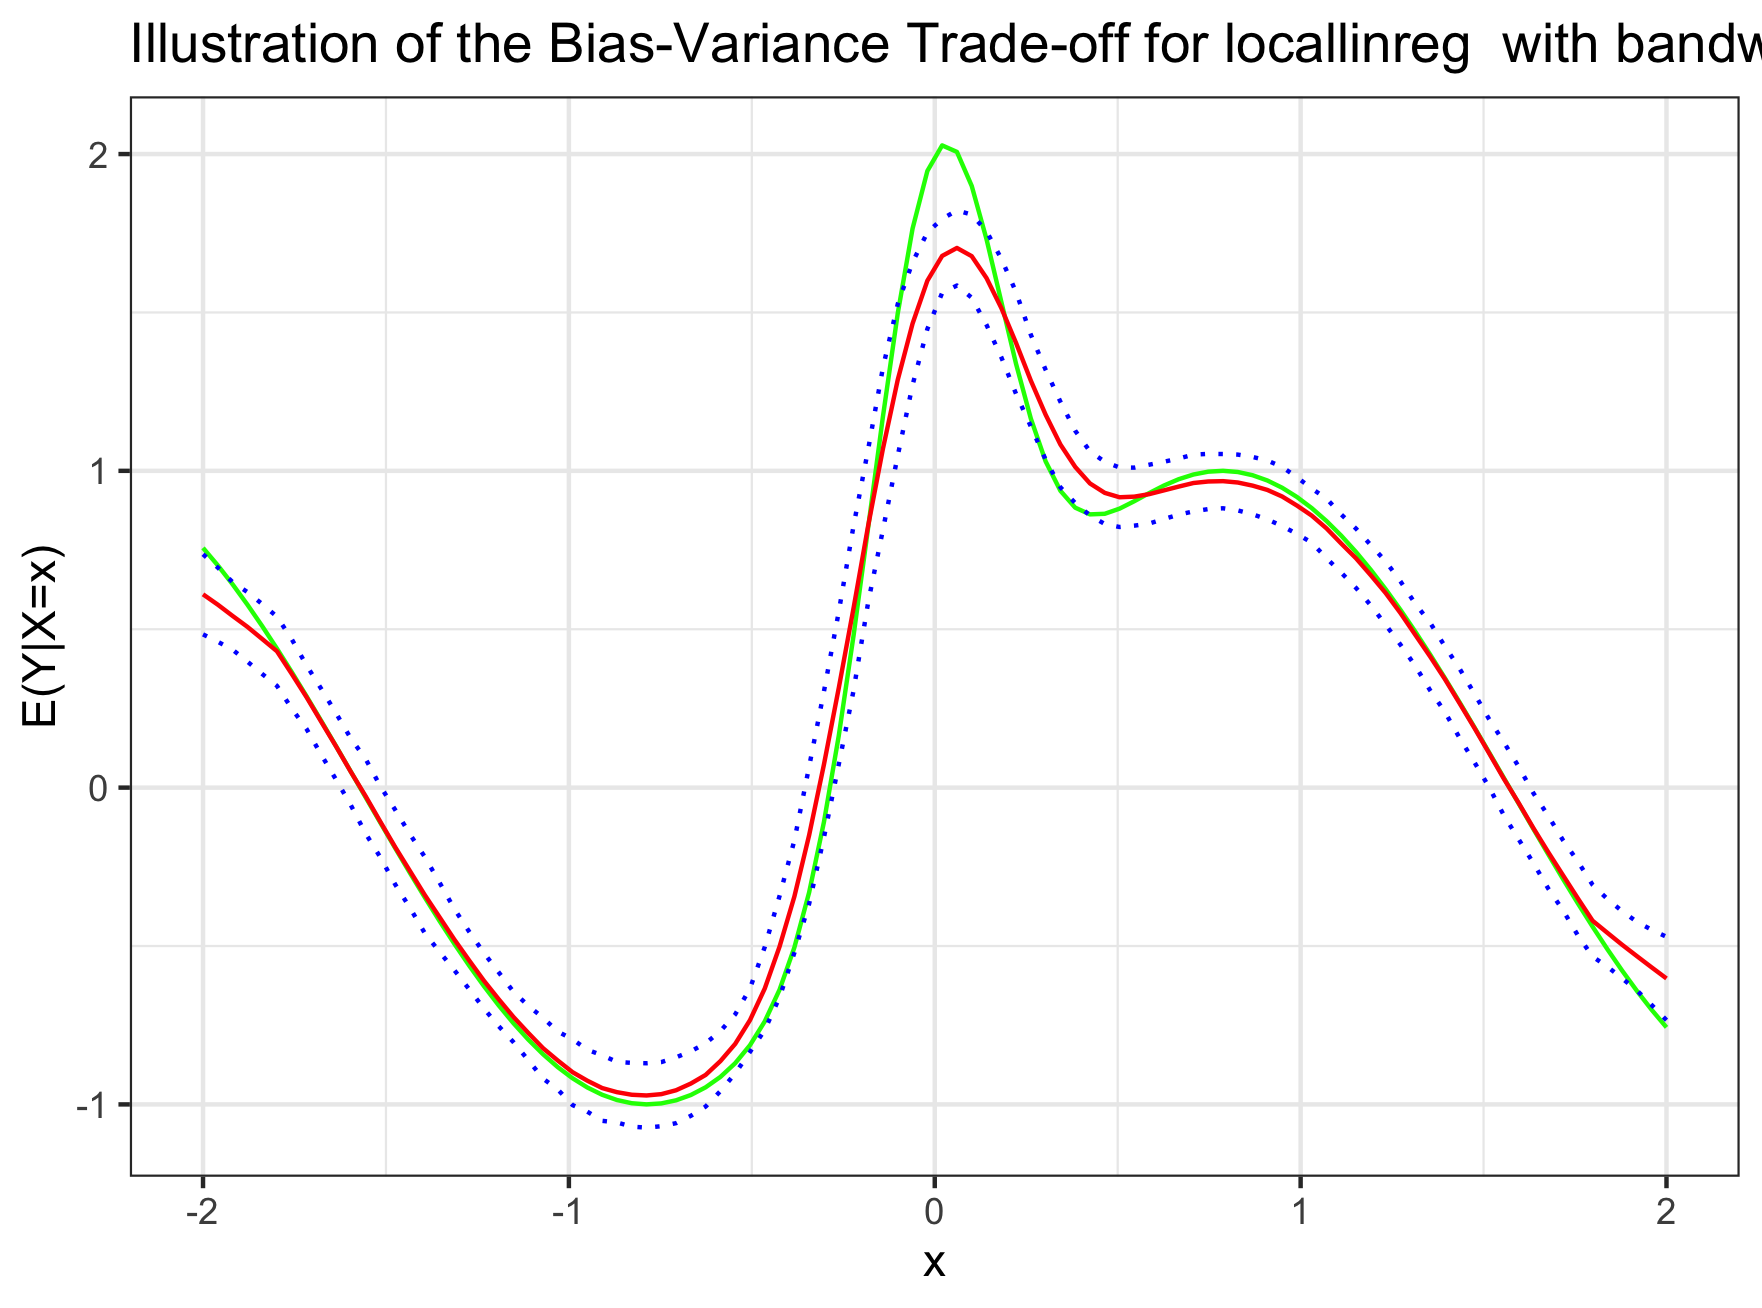 Illustration of the Bias-Variance Trade-off for locallinreg with bandw
2
1
0
-1
E(Y|X=x)
-2 -1 0 1 2
x